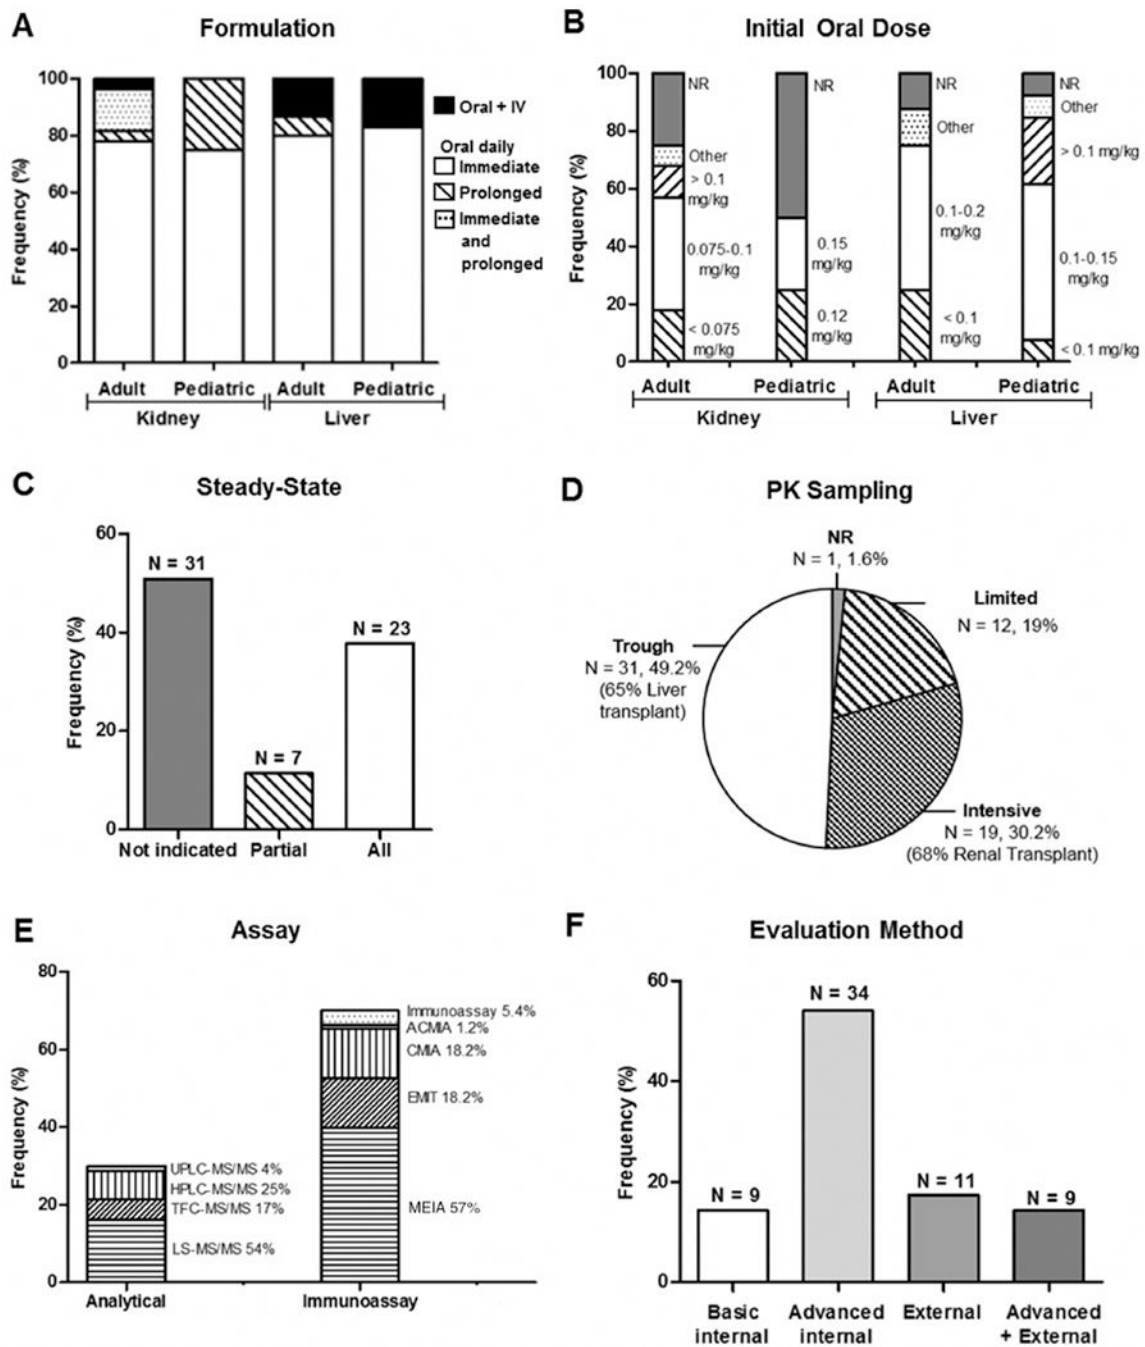 A
Formulation
Frequency (%)
100
80
60
40
20
0
Adult
Pediatric
Adult
Pediatric
Kidney
Liver
Oral + IV
Oral daily
Immediate
Prolonged
Immediate
and
prolonged
B
Initial Oral Dose
Frequency (%)
100
80
60
40
20
0
NR
Other
> 0.1
mg/kg
0.075-0.1
mg/kg
< 0.075
mg/kg
NR
0.15
mg/kg
0.12
mg/kg
NR
Other
0.1-0.2
mg/kg
< 0.1
mg/kg
NR
Other
> 0.1 mg/kg
0.1-0.15
mg/kg
< 0.1 mg/kg
Adult
Pediatric
Adult
Pediatric
Kidney
Liver
C
Steady-State
Frequency (%)
60
40
20
0
N = 31
N = 7
N = 23
Not indicated
Partial
All
D
PK Sampling
NR
N = 1, 1.6%
Limited
N = 12, 19%
Trough
N = 31, 49.2%
(65% Liver
transplant)
Intensive
N = 19, 30.2%
(68% Renal Transplant)
E
Assay
Frequency (%)
80
60
40
20
0
UPLC-MS/MS 4%
HPLC-MS/MS 25%
TFC-MS/MS 17%
LS-MS/MS 54%
Immunoassay 5.4%
ACMIA 1.2%
CMIA 18.2%
EMIT 18.2%
MEIA 57%
Analytical
Immunoassay
F
Evaluation Method
Frequency (%)
60
40
20
0
N = 9
N = 34
N = 11
N = 9
Basic
internal
Advanced
internal
External
Advanced
+ External